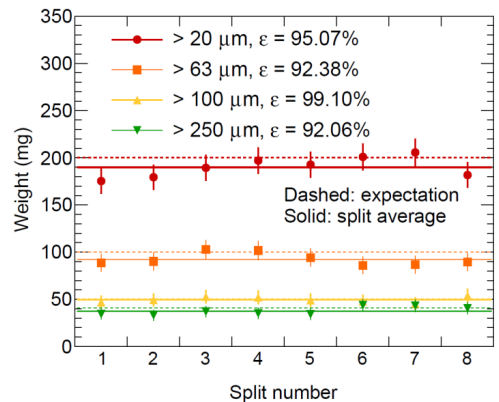 350
300
250
200
150
100
50
0
Weight (mg)
> 20 μm, ε = 95.07%
> 63 μm, ε = 92.38%
> 100 μm, ε = 99.10%
> 250 μm, ε = 92.06%
Dashed: expectation
Solid: split average
1 2 3 4 5 6 7 8
Split number